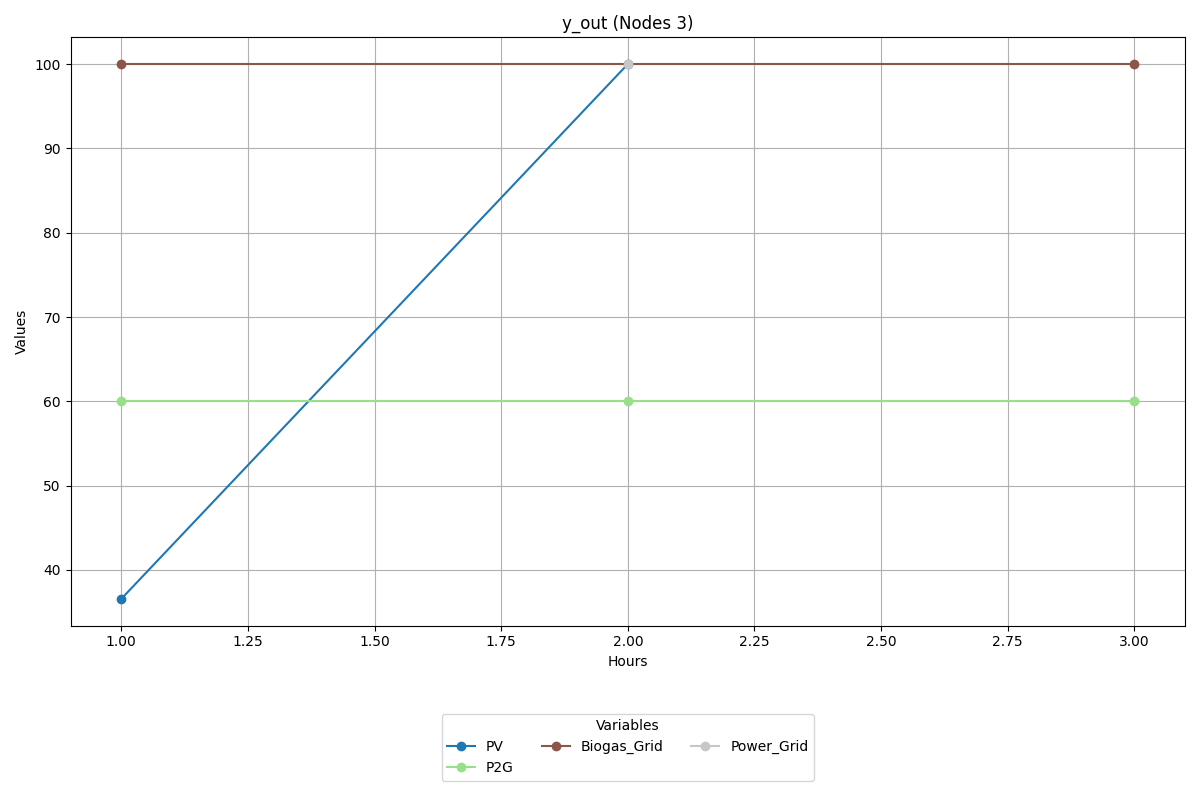 y_out (Nodes 3)
100
90
80
70
60
50
40
Values
1.00 1.25 1.50 1.75 2.00 2.25 2.50 2.75 3.00
Hours
Variables
PV Biogas_Grid Power_Grid
P2G